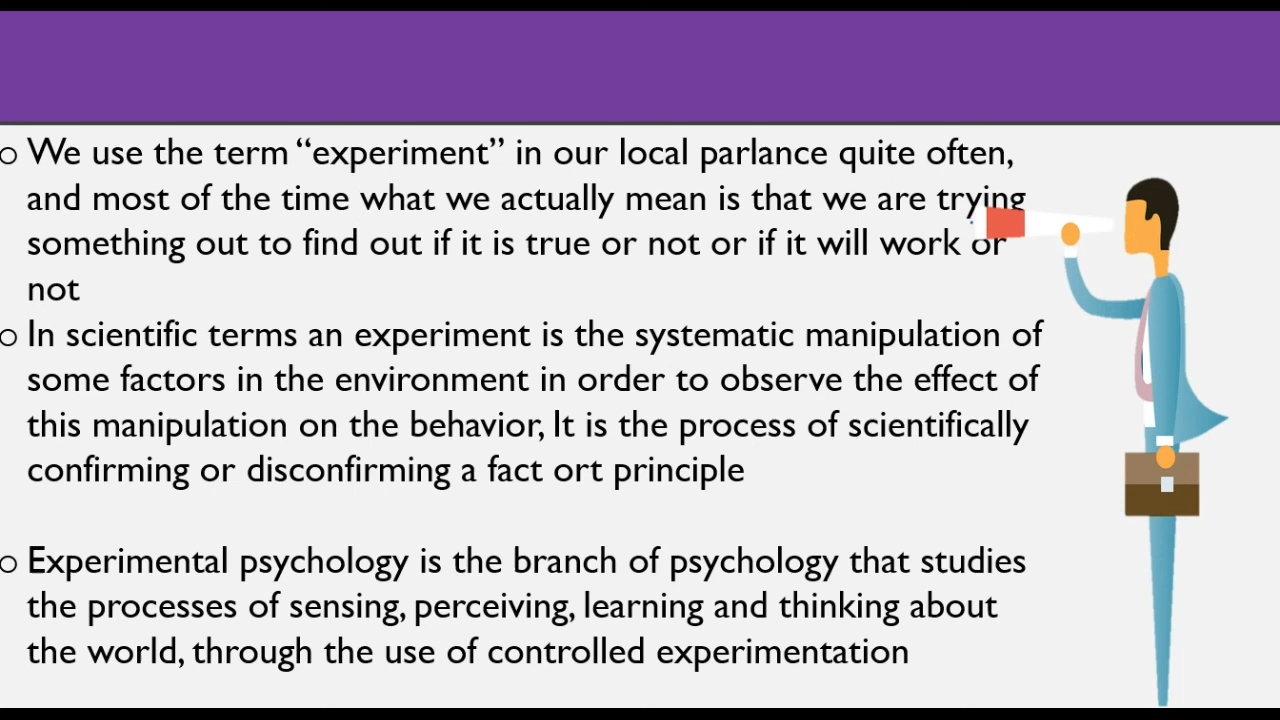 o We use the term “experiment” in our local parlance quite often,
and most of the time what we actually mean is that we are trying
something out to find out if it is true or not or if it will work or
not
o In scientific terms an experiment is the systematic manipulation of
some factors in the environment in order to observe the effect of
this manipulation on the behavior, It is the process of scientifically
confirming or disconfirming a fact ort principle
o Experimental psychology is the branch of psychology that studies
the processes of sensing, perceiving, learning and thinking about
the world, through the use of controlled experimentation